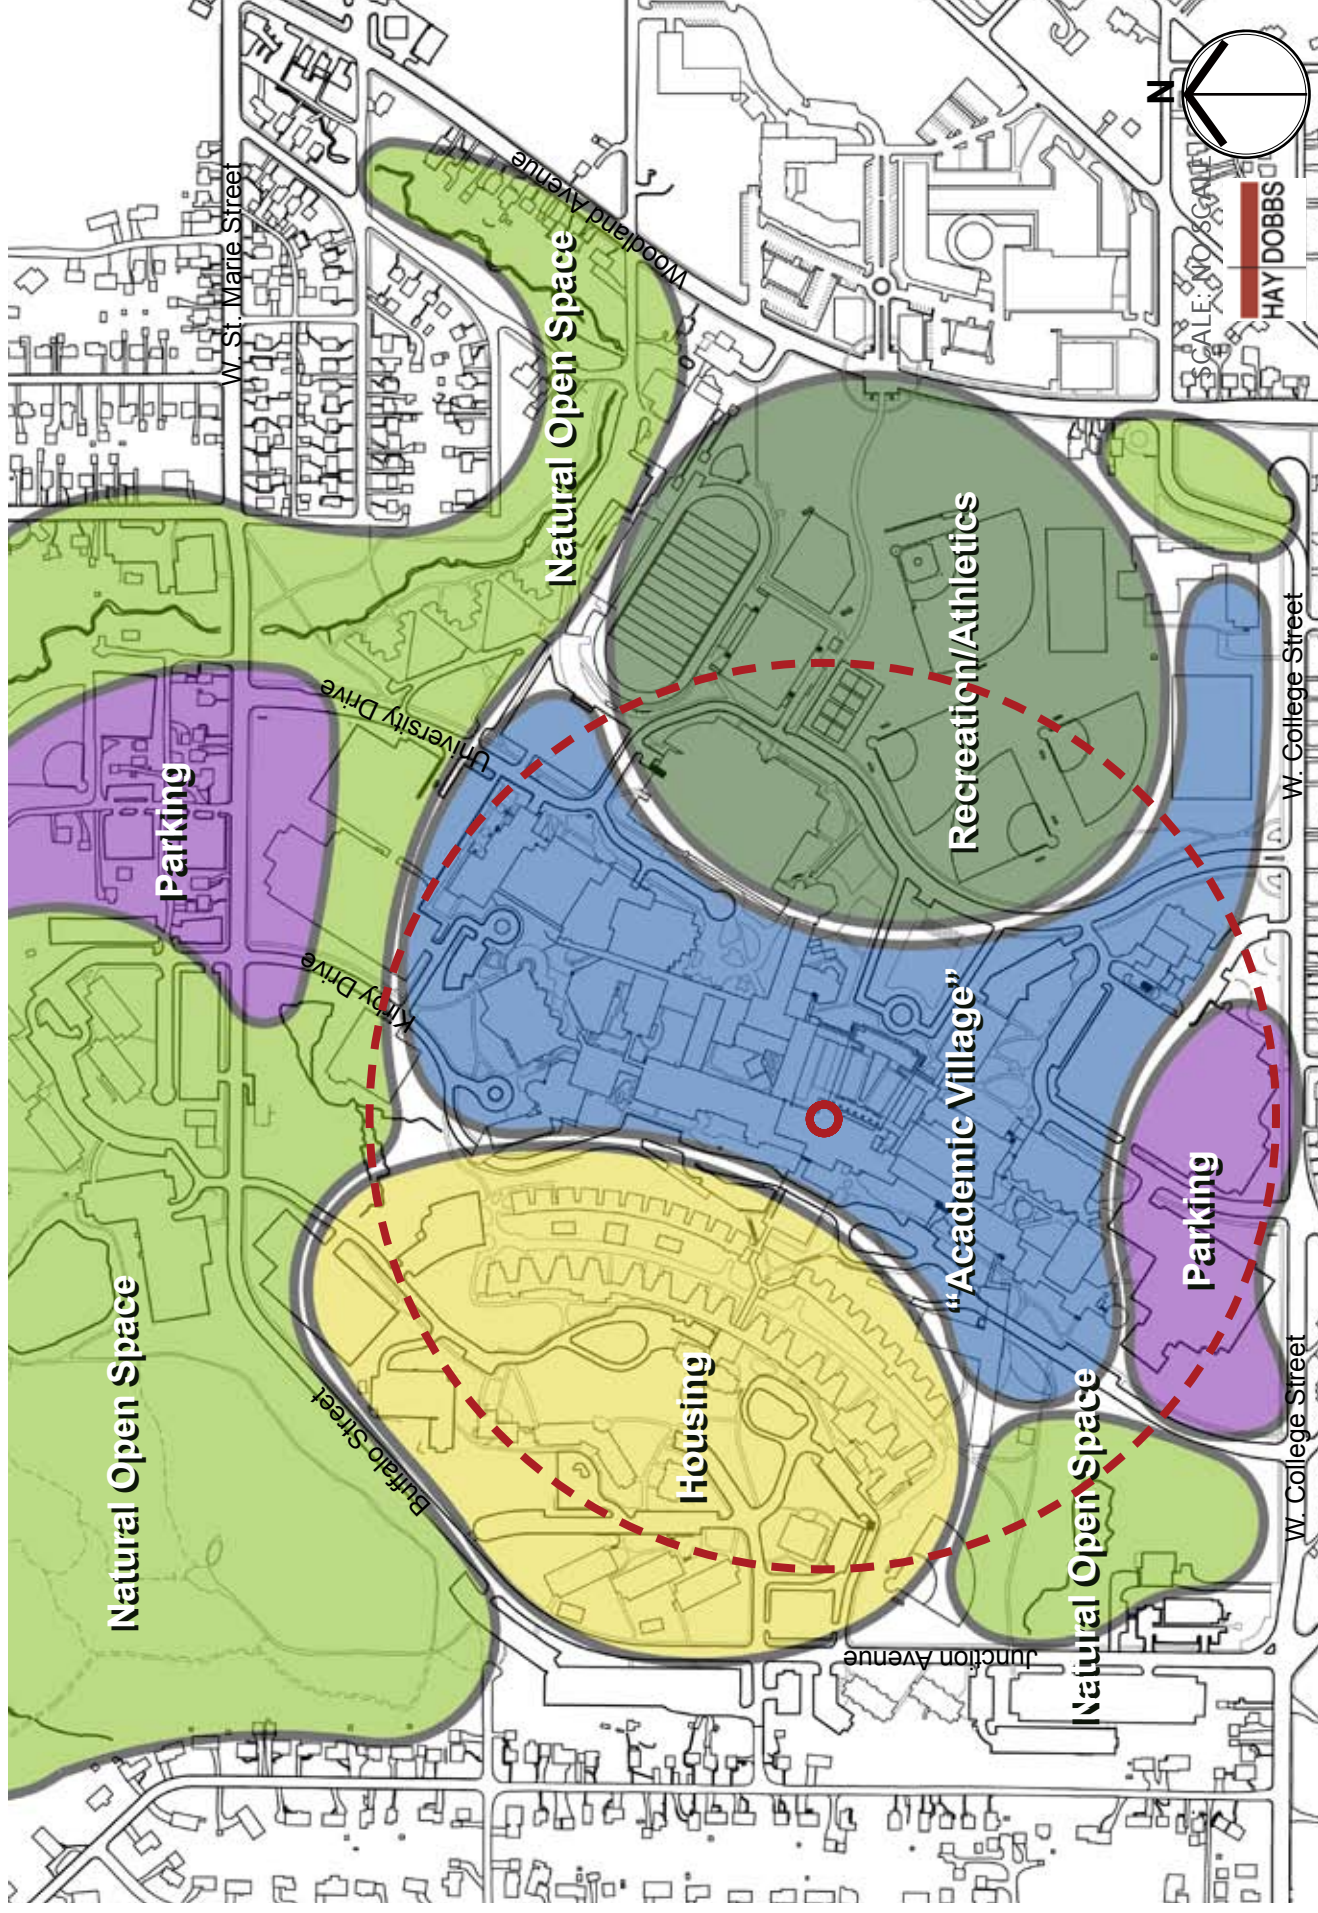 Natural Open Space
Parking
W. St. Marie Street
Buffalo Street
Kirby Drive
University Drive
Natural Open Space
Woodland Avenue
Housing
Junction Avenue
“Academic Village”
Recreation/Athletics
Natural Open Space
Parking
N
SCALE: NO SCALE
HAY DOBBS
W. College Street
W. College Street